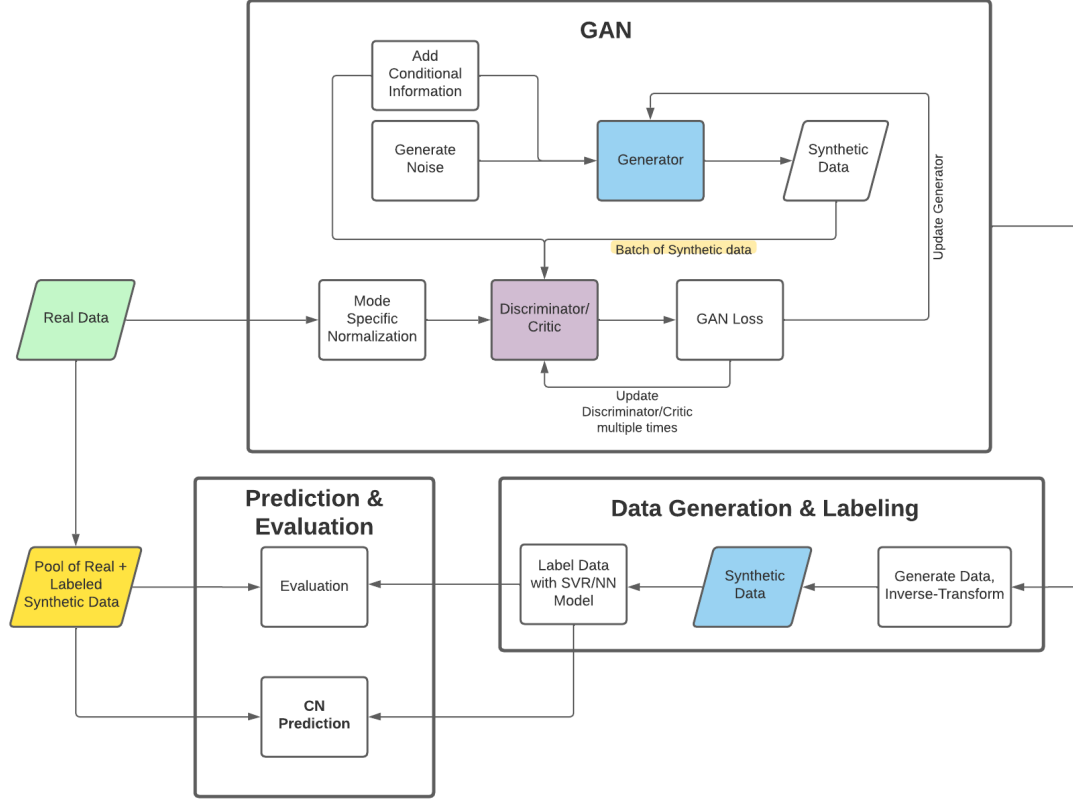 GAN
Add
Conditional
Information
Generate
Noise
Generator
Synthetic
Data
Update Generator
Batch of Synthetic data
Real Data
Mode
Specific
Normalization
Discriminator/
Critic
GAN Loss
Update
Discriminator/Critic
multiple times
Prediction &
Evaluation
Data Generation & Labeling
Pool of Real +
Labeled
Synthetic Data
Evaluation
Label Data
with SVR/NN
Model
Synthetic
Data
Generate Data,
Inverse-Transform
CN
Prediction